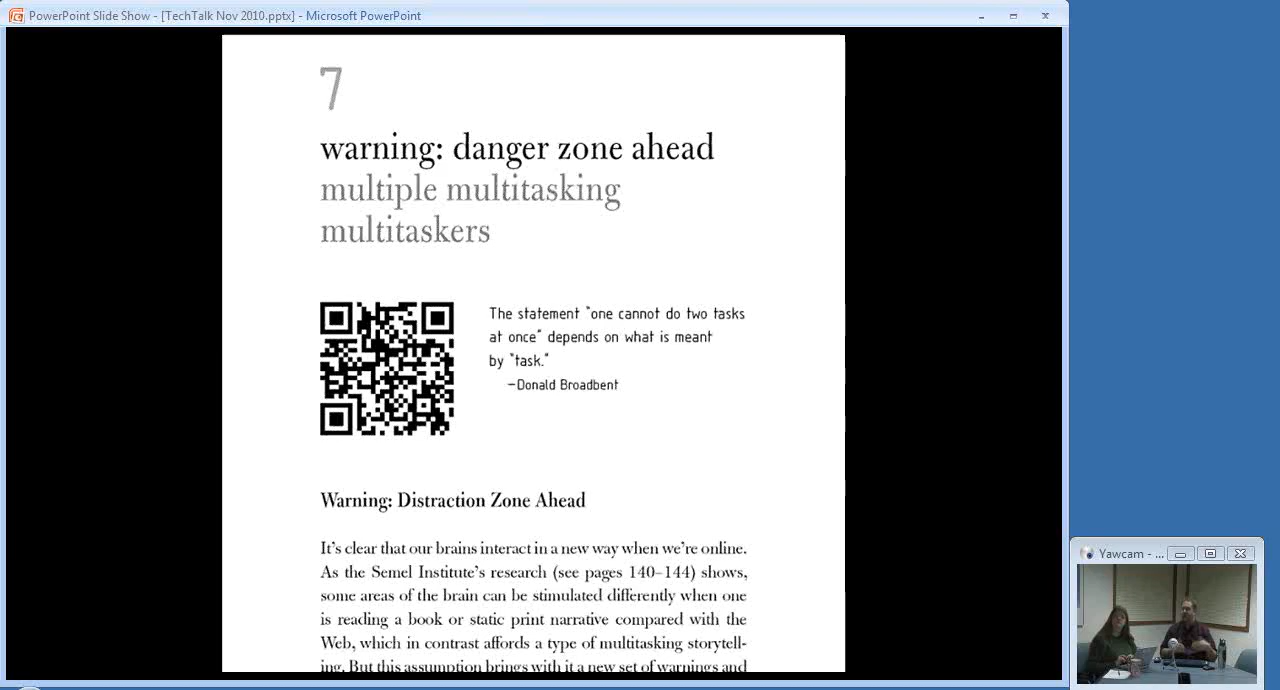 PowerPoint Slide Show - [TechTalk Nov 2010.pptx] - Microsoft PowerPoint
7
warning: danger zone ahead
multiple multitasking
multitaskers
The statement "one cannot do two tasks
at once" depends on what is meant
by "task."
—Donald Broadbent
Warning: Distraction Zone Ahead
It's clear that our brains interact in a new way when we're online.
As the Semel Institute's research (see pages 140–144) shows,
some areas of the brain can be stimulated differently when one
is reading a book or static print narrative compared with the
Web, which in contrast affords a type of multitasking storytell-
ing. But this assumption brings with it a new set of warnings and
Yawcam - ...